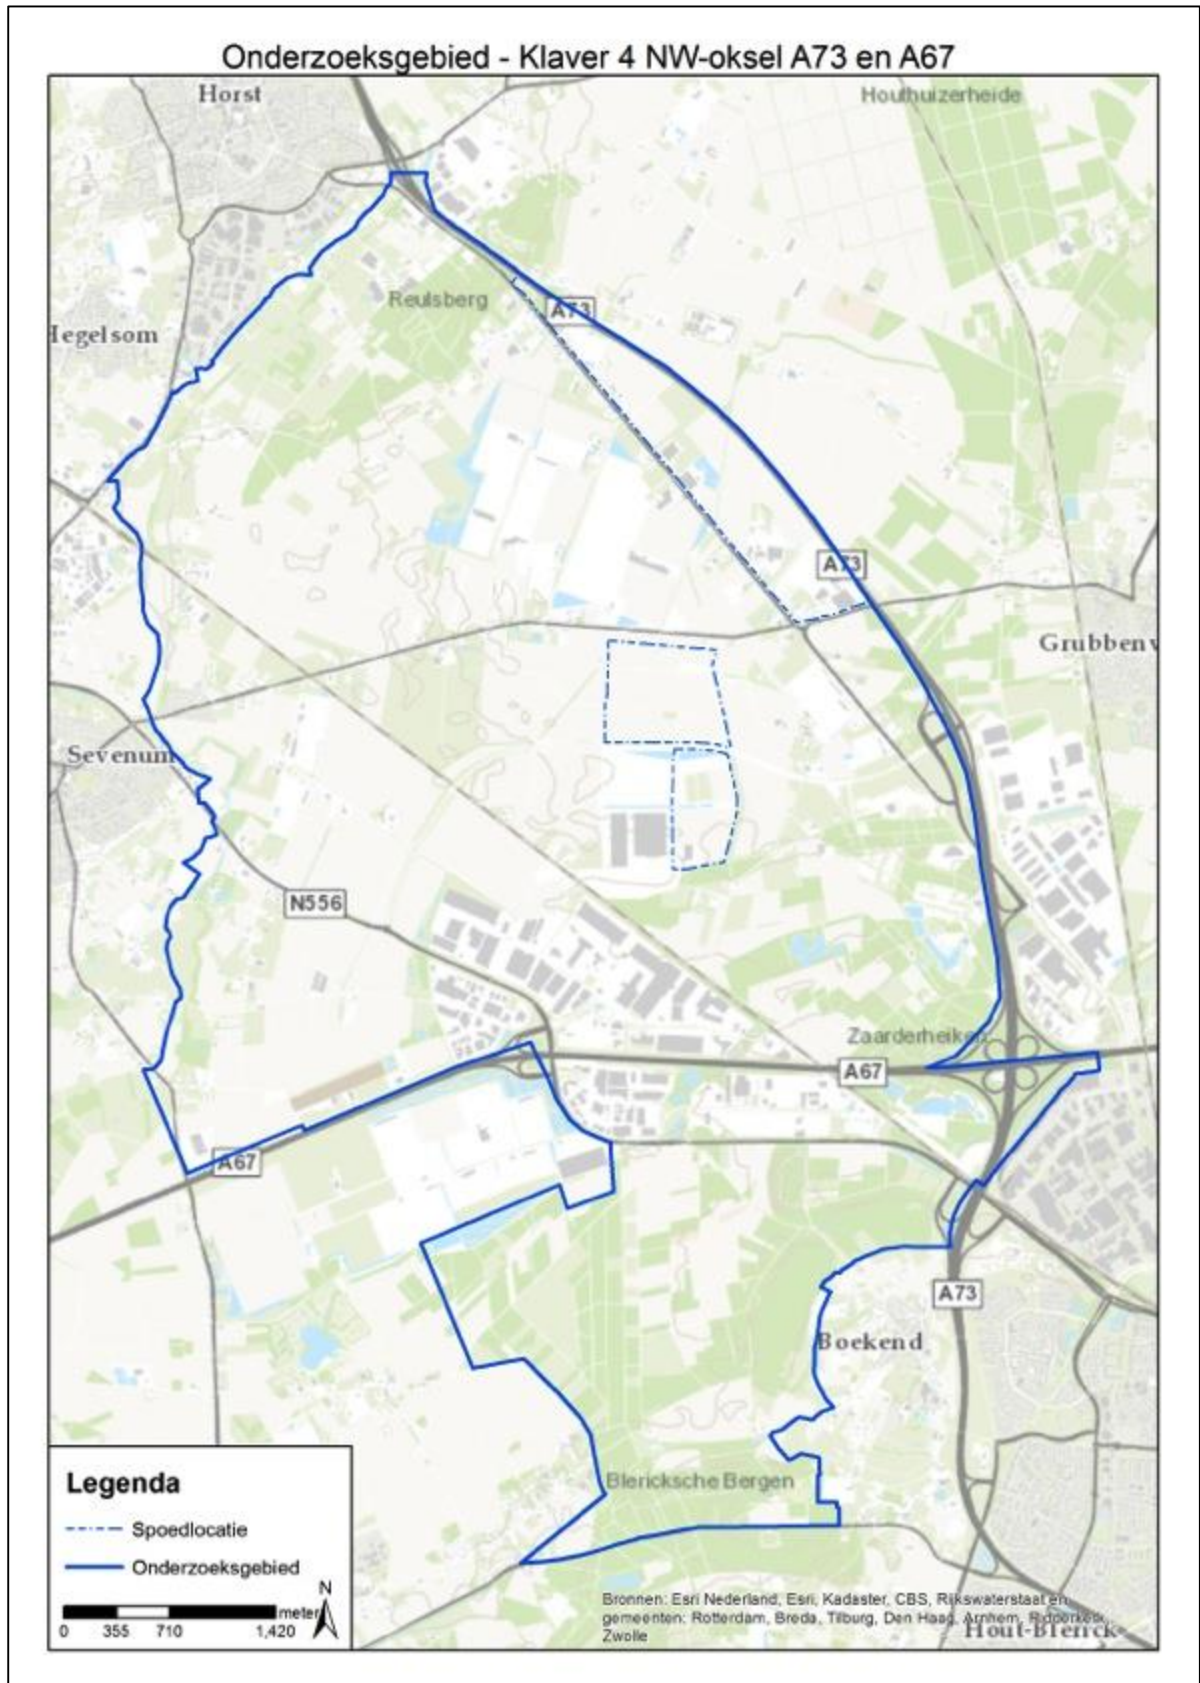 Onderzoeksgebied - Klaver 4 NW-oksel A73 en A67
Horst
Houthuizerheide
Reulsberg
A73
Hegelsom
A73
Grubbenv
Sevenum
N556
Zaarderheiken
A67
A67
A73
Boekend
Blericksche Bergen
Legenda
Spoedlocatie
Onderzoeksgebied
N
meter
0 355 710 1,420
Bronnen: Esri Nederland, Esri, Kadaster, CBS, Rijkswaterstaat en
gemeenten: Rotterdam, Breda, Tilburg, Den Haag, Arnhem, Ridderkerk,
Zwolle
Hout-Blerick